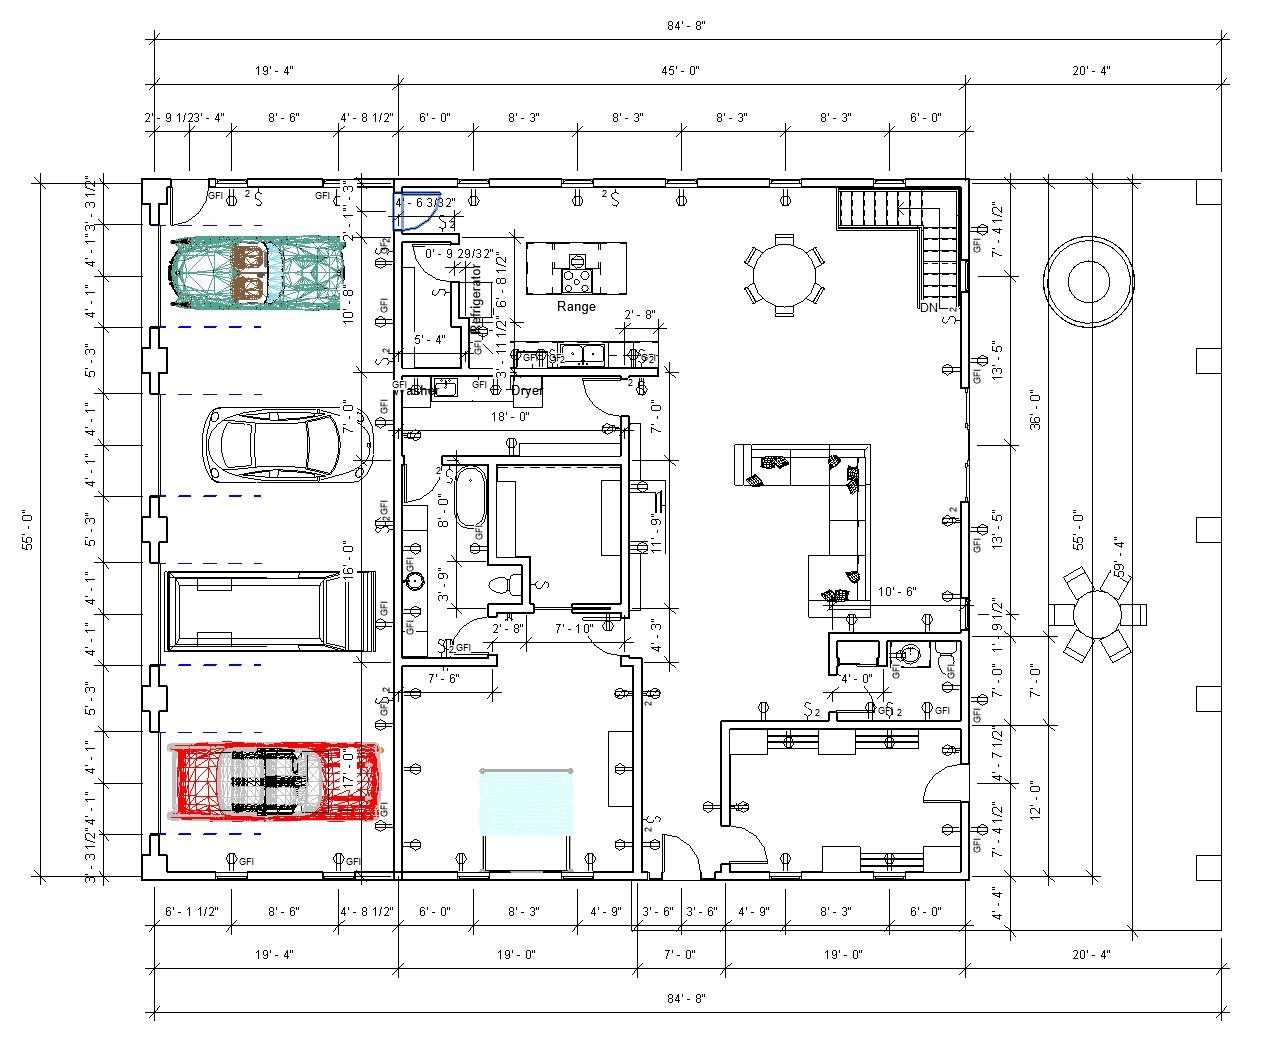 84' - 8"
19' - 4" 45' - 0" 20' - 4"
2' - 9 1/2" 3' - 4" 8' - 6" 4' - 8 1/2" 6' - 0" 8' - 3" 8' - 3" 8' - 3" 8' - 3" 6' - 0"
55' - 0"
3' - 3 1/2"
4' - 1"
4' - 1"
5' - 3"
4' - 1"
4' - 1"
5' - 3"
4' - 1"
4' - 1"
5' - 3"
4' - 1"
4' - 1"
3' - 3 1/2"
GFI 2 GFI
2' - 1"
10' - 8"
7' - 0"
16' - 0"
17' - 0"
4' - 6 3/32"
0' - 9 29/32"
Refrigerator
6' - 8 1/2"
3' - 11 1/2"
5' - 4"
Range
2' - 8"
DN
GFI
GFI
Dryer
18' - 0"
7' - 0"
8' - 0"
3' - 9"
11' - 9"
4' - 3"
2' - 8" 7' - 10"
7' - 6"
10' - 6"
4' - 0"
GFI 2 GFI
7' - 4 1/2"
13' - 5"
13' - 5"
1' - 9 1/2"
7' - 0"
4' - 7 1/2"
7' - 4 1/2"
4' - 4"
36' - 0"
7' - 0"
12' - 0"
55' - 0"
59' - 4"
GFI GFI
6' - 1 1/2" 8' - 6" 4' - 8 1/2" 6' - 0" 8' - 3" 4' - 9" 3' - 6" 3' - 6" 4' - 9" 8' - 3" 6' - 0"
19' - 4" 19' - 0" 7' - 0" 19' - 0" 20' - 4"
84' - 8"